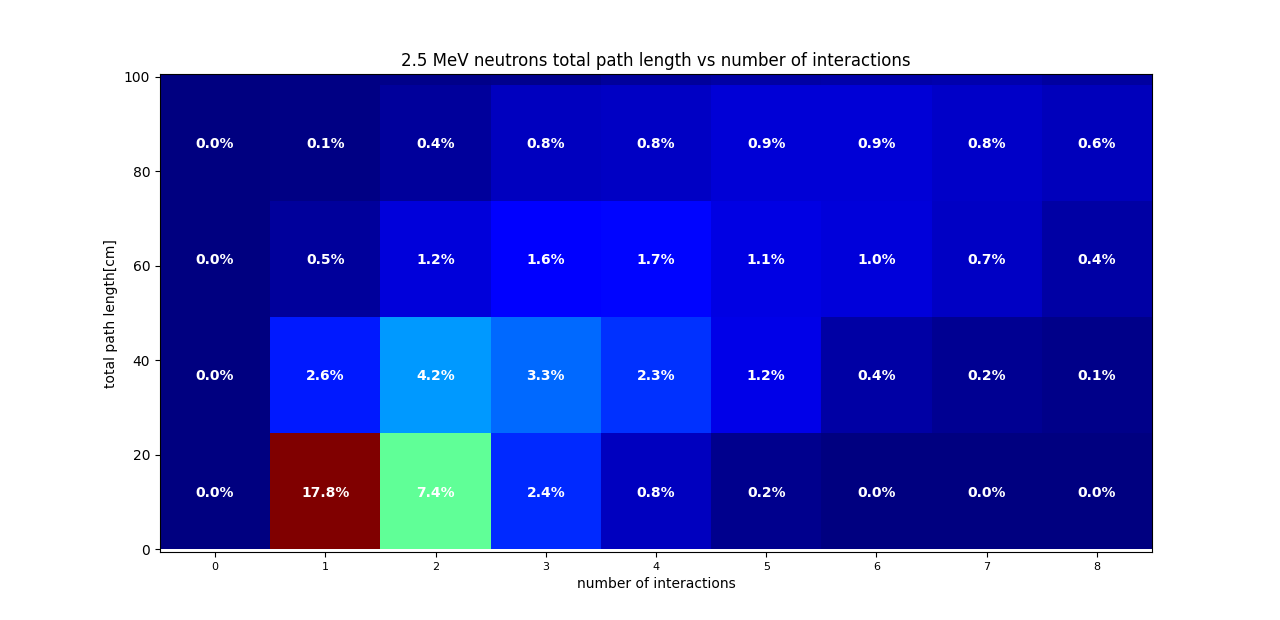 2.5 MeV neutrons total path length vs number of interactions
100
0.0% 0.1% 0.4% 0.8% 0.8% 0.9% 0.9% 0.8% 0.6%
80
60
0.0% 0.5% 1.2% 1.6% 1.7% 1.1% 1.0% 0.7% 0.4%
total path length[cm]
40
0.0% 2.6% 4.2% 3.3% 2.3% 1.2% 0.4% 0.2% 0.1%
20
0.0% 17.8% 7.4% 2.4% 0.8% 0.2% 0.0% 0.0% 0.0%
0
0 1 2 3 4 5 6 7 8
number of interactions